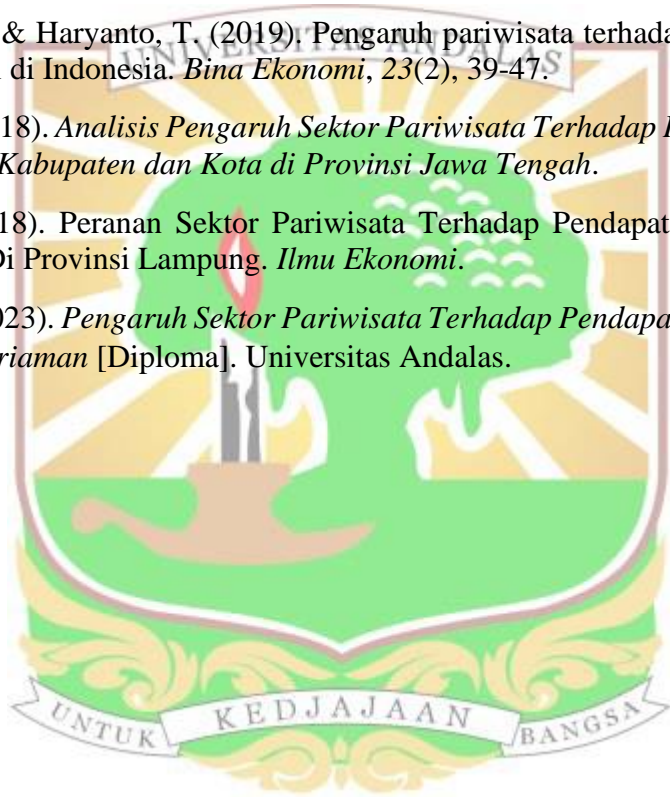 & Haryanto, T. (2019). Pengaruh pariwisata terhada
di Indonesia. Bina Ekonomi, 23(2), 39-47.
UNIVERSITAS ANDALAS
18). Analisis Pengaruh Sektor Pariwisata Terhadap
Kabupaten dan Kota di Provinsi Jawa Tengah.
18). Peranan Sektor Pariwisata Terhadap Pendapat
Di Provinsi Lampung. Ilmu Ekonomi.
023). Pengaruh Sektor Pariwisata Terhadap Pendapa
riaman [Diploma]. Universitas Andalas.
UNTUK KEDJAJAAN BANGSA